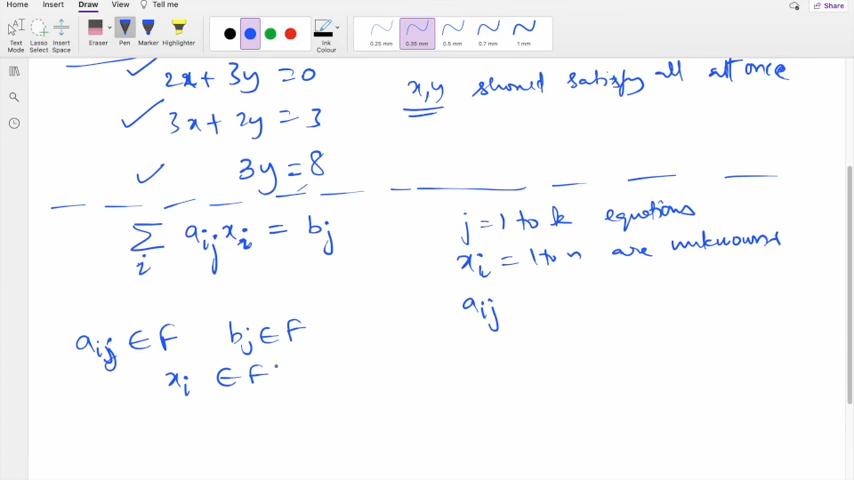 Home Insert Draw View Tell me Share
Text Mode Lasso Select Insert Space Eraser Pen Marker Highlighter Ink Colour 0.25 mm 0.35 mm 0.5 mm 0.7 mm 1 mm
2x + 3y = 0
x, y should satisfy all at once
3x + 2y = 3
3y = 8
∑ᵢ aᵢⱼxᵢ = bⱼ
j = 1 to k equations
xᵢ = 1 to n are unknowns
aᵢⱼ
aᵢⱼ ∈ F bⱼ ∈ F
xᵢ ∈ F